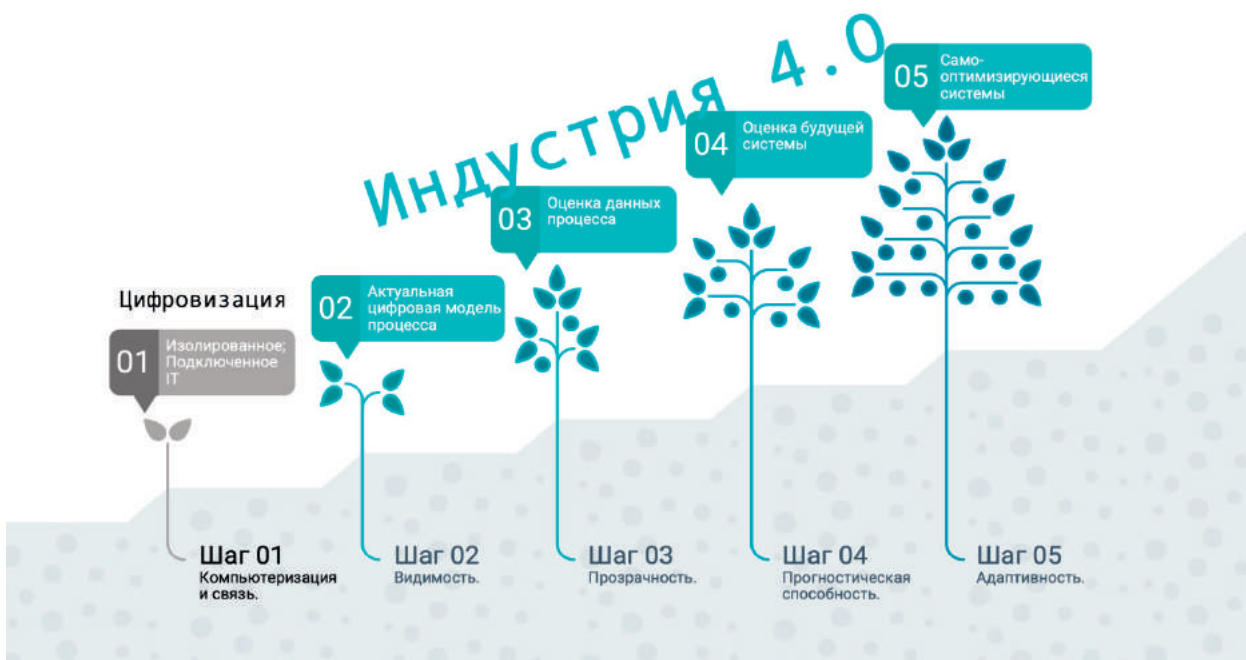 Индустрия 4.0
05
Само-
оптимизирующиеся
системы
04
Оценка будущей
системы
03
Оценка данных
процесса
Цифровизация
02
Актуальная
цифровая модель
процесса
01
Изолированное;
Подключенное
IT
Шаг 01
Компьютеризация
и связь.
Шаг 02
Видимость.
Шаг 03
Прозрачность.
Шаг 04
Прогностическая
способность.
Шаг 05
Адаптивность.